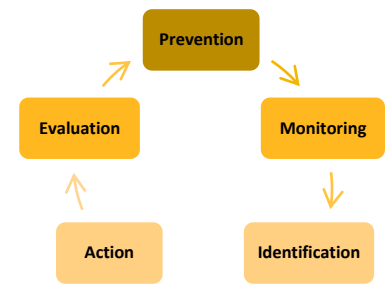 Prevention
Monitoring
Identification
Action
Evaluation